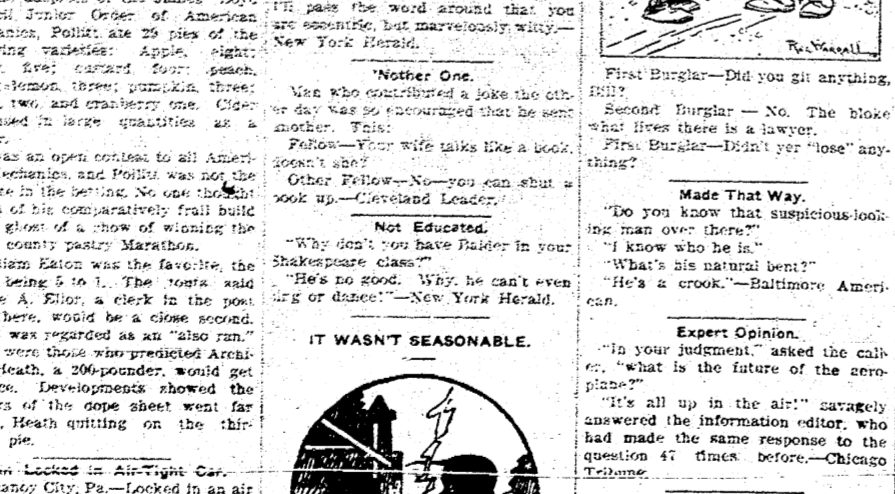 Junior Order of American
Pollitt ate 29 pies of the
varieties: Apple, eight;
five; custard, four; peach,
lemon, three; pumpkin, three;
two, and cranberry one. Cider
used in large quantities as a
was an open contest to all Ameri-
Mechanics, and Pollitt was not the
in the betting. No one thought
of his comparatively frail build
ghost of a show of winning the
county pastry Marathon.
Eaton was the favorite, the
being 5 to 1. The touts said
A. Elior, a clerk in the post
here, would be a close second.
was regarded as an "also ran."
were those who predicted Archi-
Heath, a 200-pounder, would get
Developments showed the
of the dope sheet went far
Heath quitting on the thir-
pie.
Locked in Air-Tight Car.
City, Pa.—Locked in an air
I'll pass the word around that you
are eccentric, but marvelously witty.—
New York Herald.
'Nother One.
Man who contributed a joke the oth-
er day was so encouraged that he sent
another. This:
Fellow—Your wife talks like a book,
doesn't she?
Other Fellow—No—you can shut a
book up.—Cleveland Leader.
Not Educated.
"Why don't you have Balder in your
Shakespeare class?"
"He's no good. Why, he can't even
sing or dance!"—New York Herald.
IT WASN'T SEASONABLE.
First Burglar—Did you git anything,
Bill?
Second Burglar — No. The bloke
what lives there is a lawyer.
First Burglar—Didn't yer "lose" any-
thing?
Made That Way.
"Do you know that suspicious-look-
ing man over there?"
"I know who he is."
"What's his natural bent?"
"He's a crook."—Baltimore Ameri-
can.
Expert Opinion.
"In your judgment," asked the call-
er, "what is the future of the aero-
plane?"
"It's all up in the air!" savagely
answered the information editor, who
had made the same response to the
question 47 times before.—Chicago
Tribune.